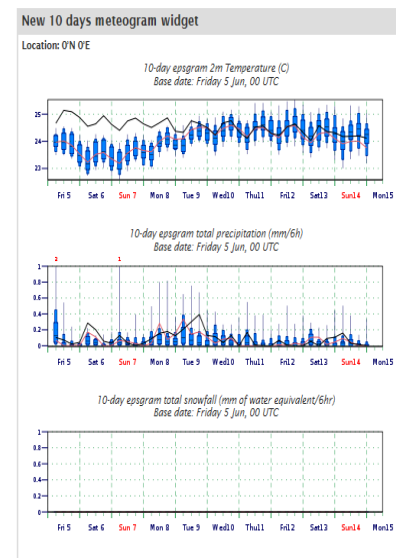 New 10 days meteogram widget
Location: 0'N 0'E
10-day epsgram 2m Temperature (C)
Base date: Friday 5 Jun, 00 UTC
25
24
23
Fri 5 Sat 6 Sun 7 Mon 8 Tue 9 Wed10 Thu11 Fri12 Sat13 Sun14 Mon15
10-day epsgram total precipitation (mm/6h)
Base date: Friday 5 Jun, 00 UTC
2 1
1
0.8
0.6
0.4
0.2
0
Fri 5 Sat 6 Sun 7 Mon 8 Tue 9 Wed10 Thu11 Fri12 Sat13 Sun14 Mon15
10-day epsgram total snowfall (mm of water equivalent/6hr)
Base date: Friday 5 Jun, 00 UTC
1
0.8
0.6
0.4
0.2
0
Fri 5 Sat 6 Sun 7 Mon 8 Tue 9 Wed10 Thu11 Fri12 Sat13 Sun14 Mon15